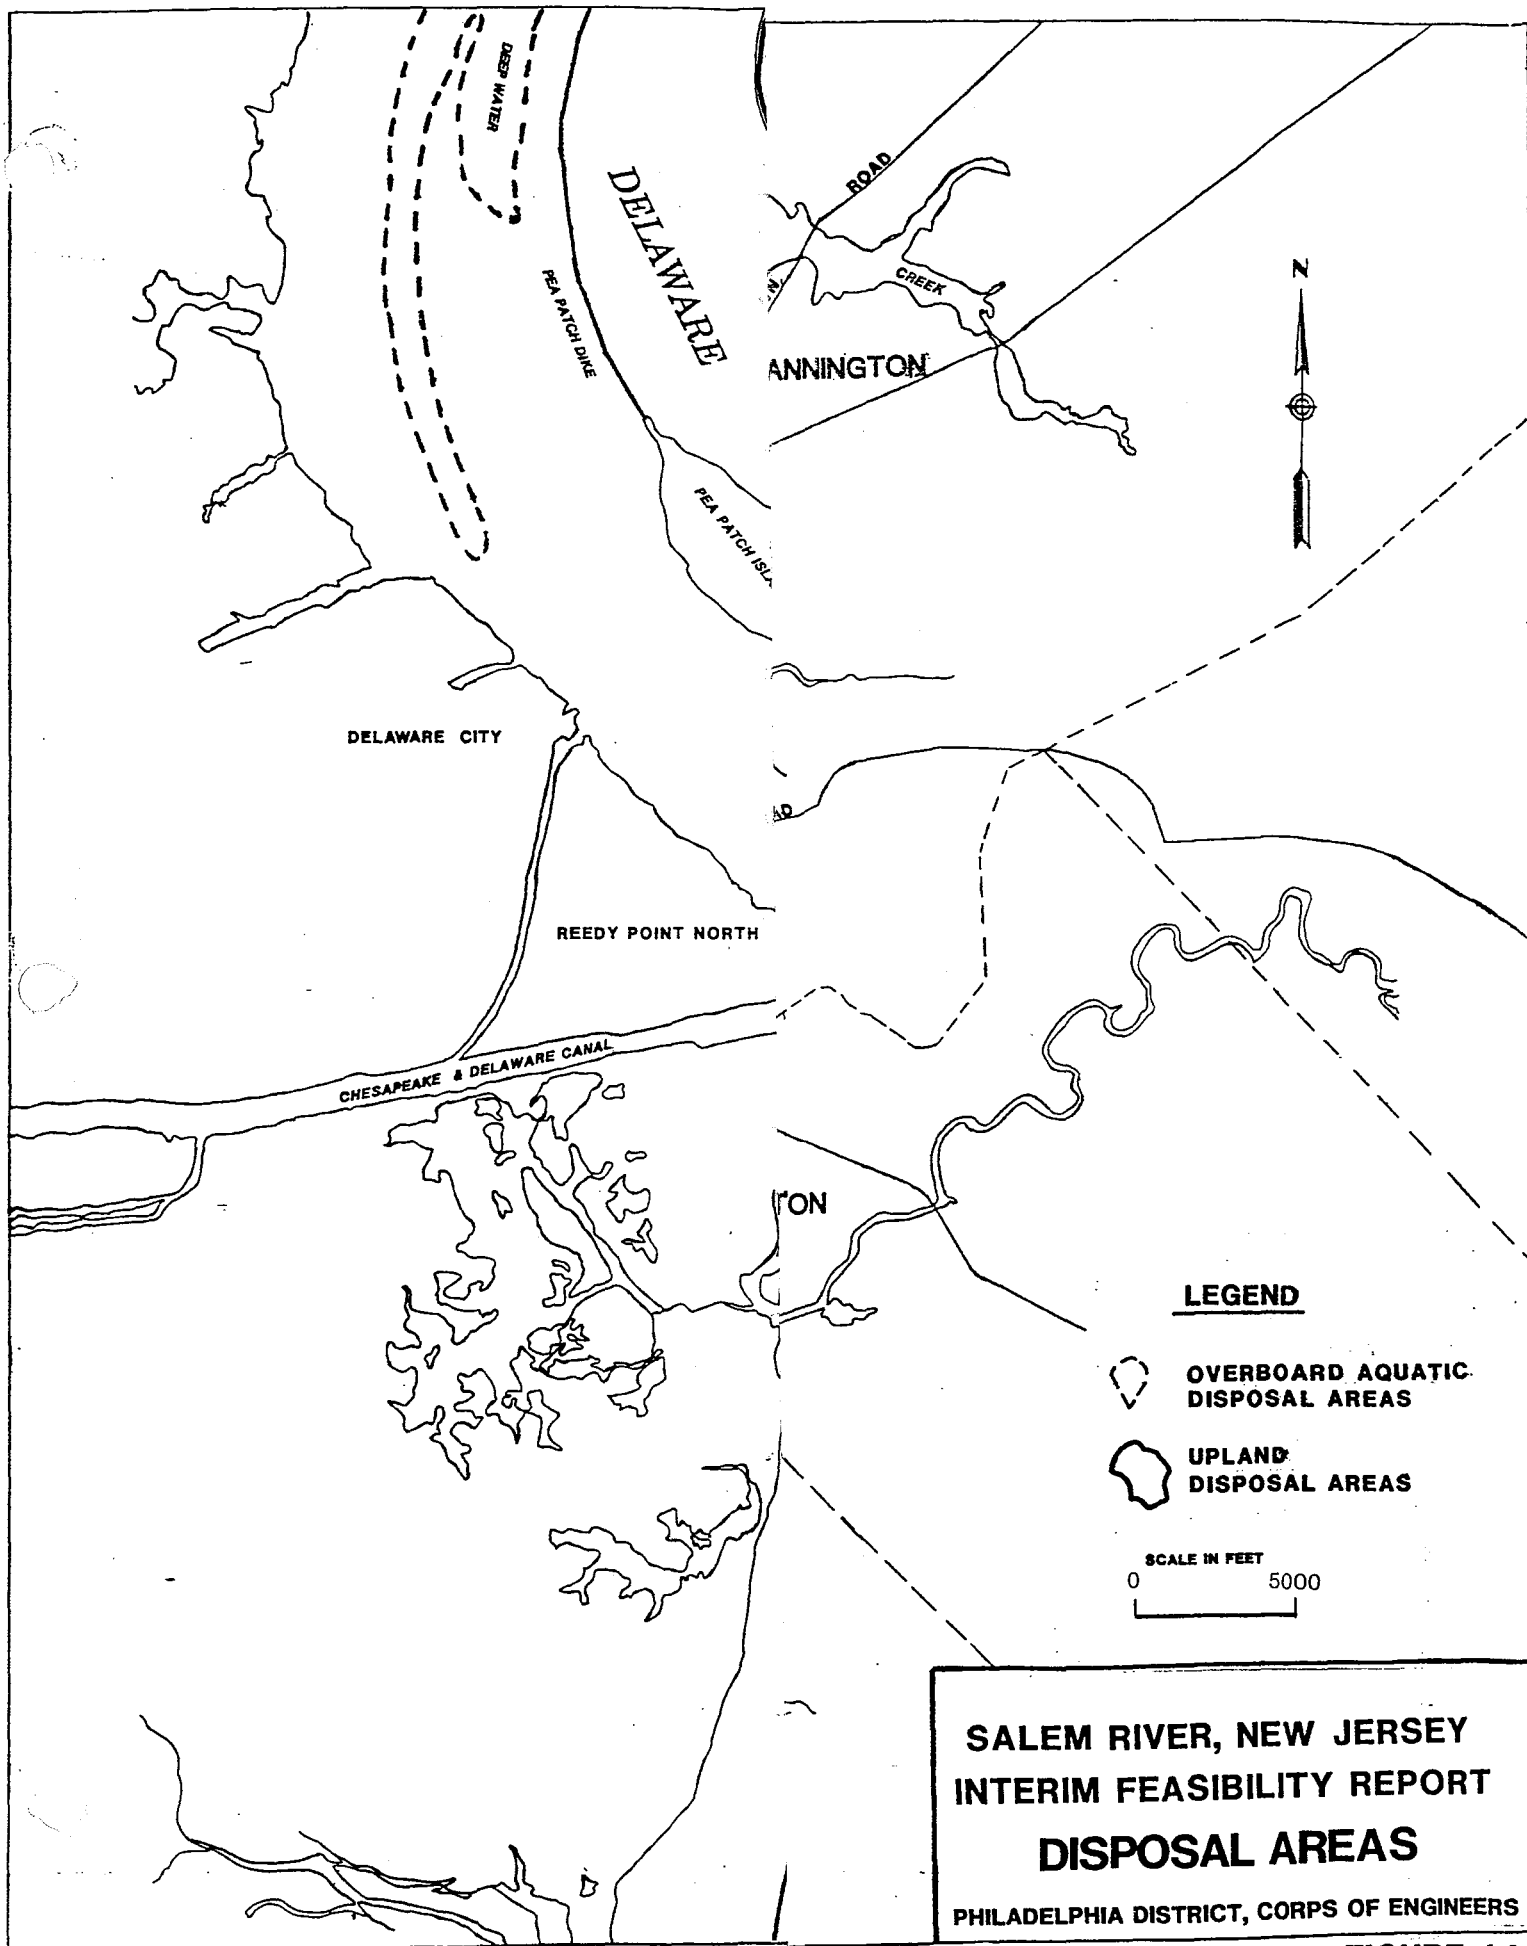 DEEP WATER
DELAWARE
PEA PATCH DIKE
ROAD
CREEK
N
ANNINGTON
PEA PATCH ISL
DELAWARE CITY
AD
REEDY POINT NORTH
CHESAPEAKE & DELAWARE CANAL
TON
LEGEND
OVERBOARD AQUATIC
DISPOSAL AREAS
UPLAND
DISPOSAL AREAS
SCALE IN FEET
0 5000
SALEM RIVER, NEW JERSEY
INTERIM FEASIBILITY REPORT
DISPOSAL AREAS
PHILADELPHIA DISTRICT, CORPS OF ENGINEERS